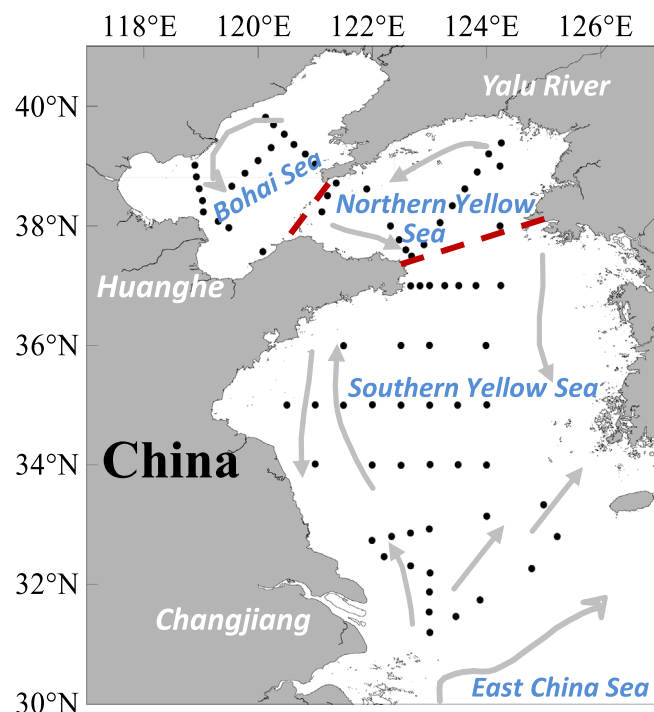 118°E 120°E 122°E 124°E 126°E
40°N
Yalu River
Bohai Sea
38°N
Northern Yellow
Sea
Huanghe
36°N
Southern Yellow Sea
34°N
China
32°N
Changjiang
30°N
East China Sea